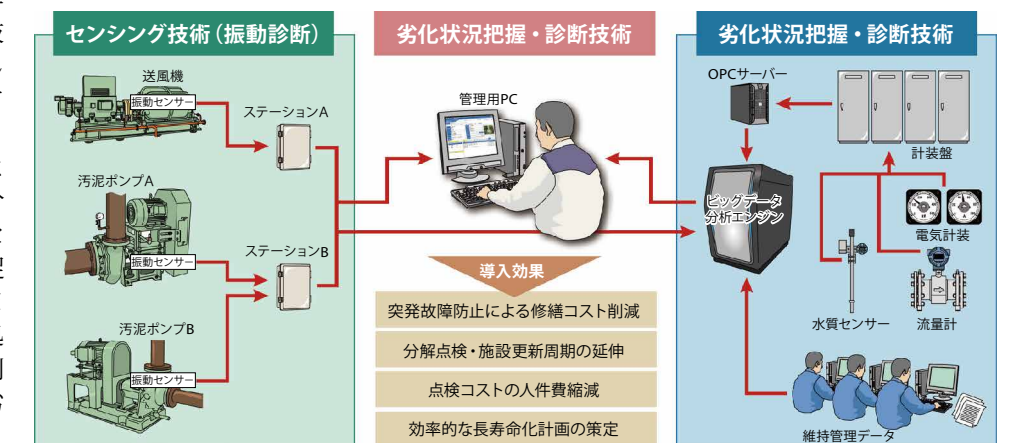 センシング技術（振動診断）
送風機
振動センサー
ステーションA
汚泥ポンプA
振動センサー
ステーションB
汚泥ポンプB
振動センサー
劣化状況把握・診断技術
管理用PC
導入効果
突発故障防止による修繕コスト削減
分解点検・施設更新周期の延伸
点検コストの人件費縮減
効率的な長寿命化計画の策定
劣化状況把握・診断技術
OPCサーバー
計装盤
ビッグデータ
分析エンジン
電気計装
水質センサー
流量計
維持管理データ